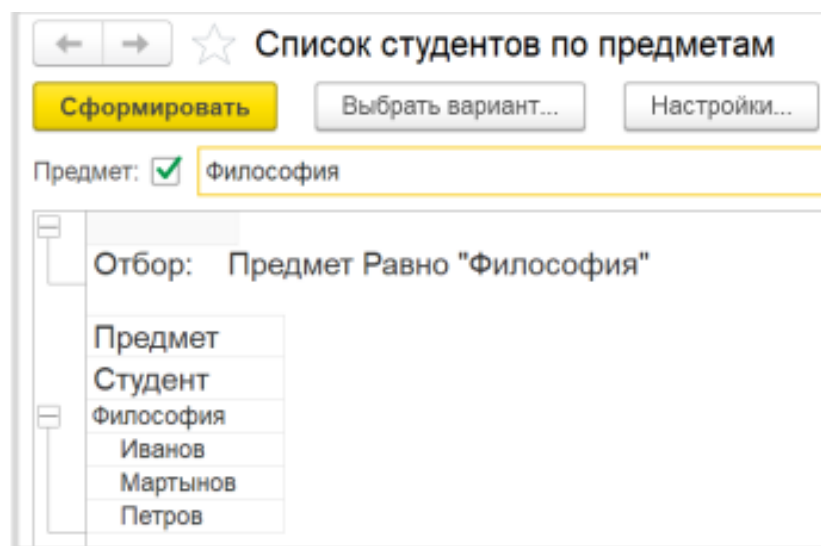 Список студентов по предметам
Сформировать Выбрать вариант... Настройки...
Предмет: Философия
Отбор: Предмет Равно "Философия"
Предмет
Студент
Философия
Иванов
Мартынов
Петров